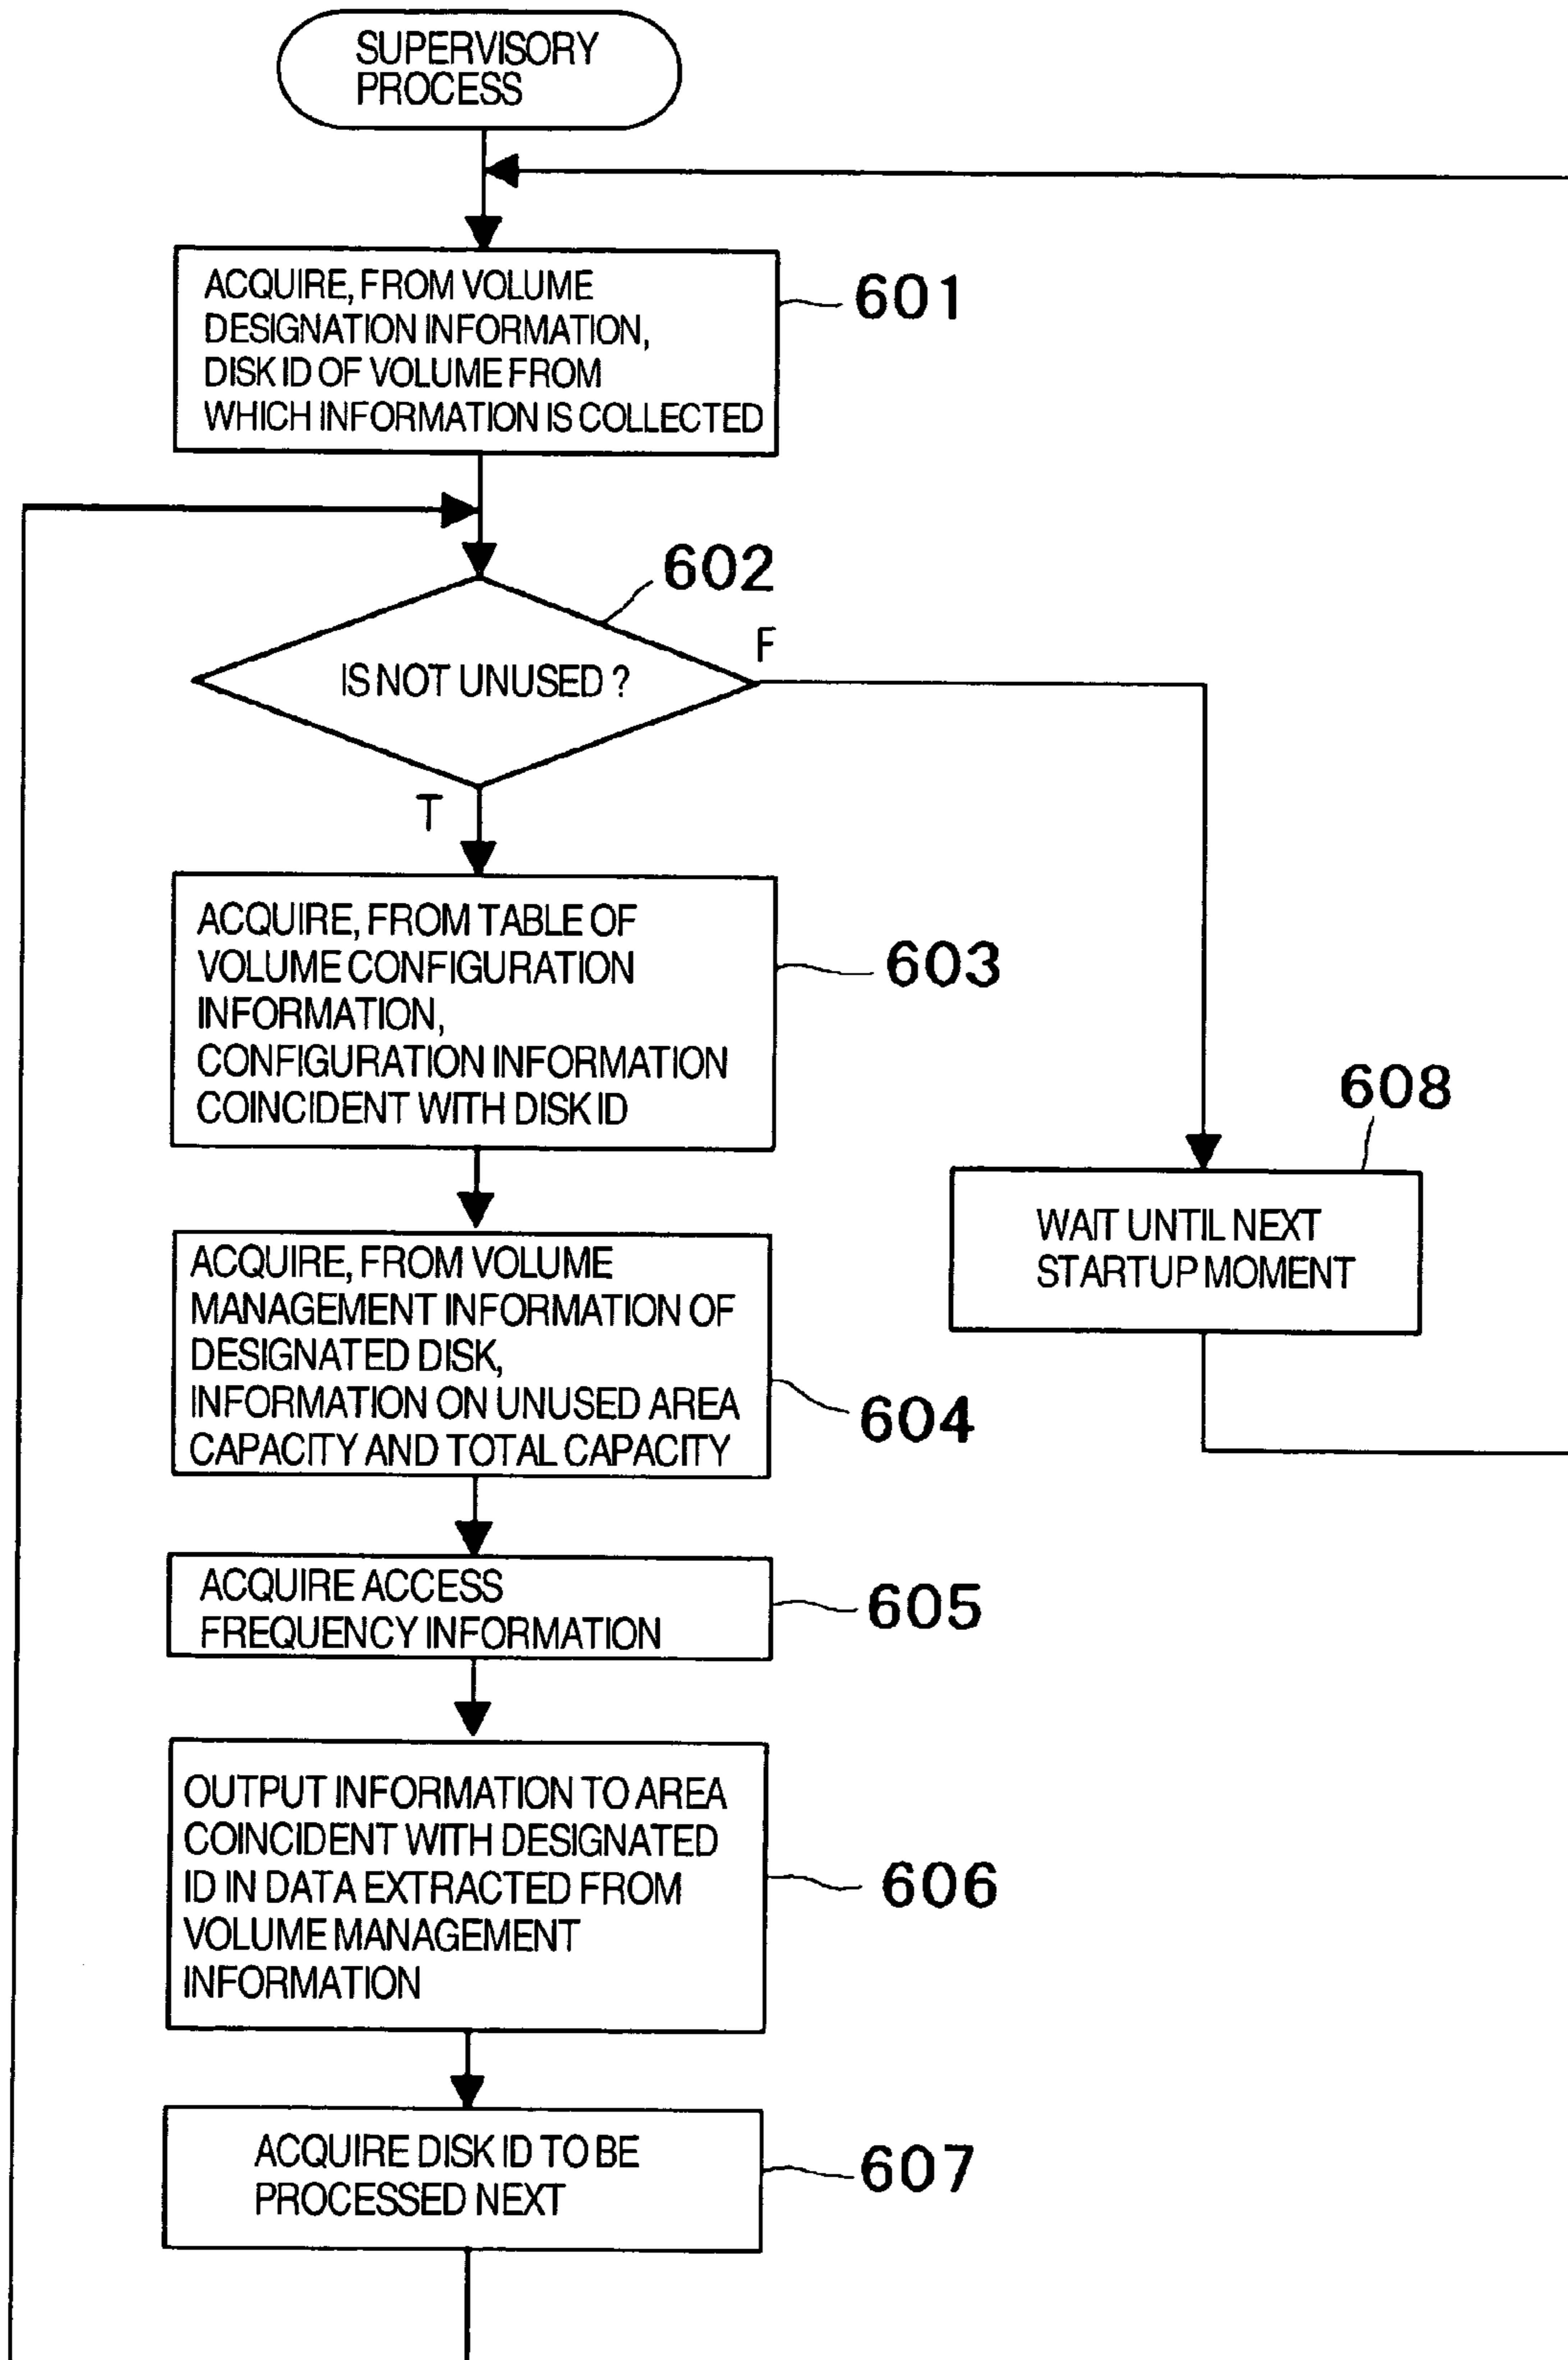 SUPERVISORY
PROCESS
ACQUIRE, FROM VOLUME
DESIGNATION INFORMATION,
DISK ID OF VOLUME FROM
WHICH INFORMATION IS COLLECTED
601
602
IS NOT UNUSED ?
F
T
ACQUIRE, FROM TABLE OF
VOLUME CONFIGURATION
INFORMATION,
CONFIGURATION INFORMATION
COINCIDENT WITH DISK ID
603
608
WAIT UNTIL NEXT
STARTUP MOMENT
ACQUIRE, FROM VOLUME
MANAGEMENT INFORMATION OF
DESIGNATED DISK,
INFORMATION ON UNUSED AREA
CAPACITY AND TOTAL CAPACITY
604
ACQUIRE ACCESS
FREQUENCY INFORMATION
605
OUTPUT INFORMATION TO AREA
COINCIDENT WITH DESIGNATED
ID IN DATA EXTRACTED FROM
VOLUME MANAGEMENT
INFORMATION
606
ACQUIRE DISK ID TO BE
PROCESSED NEXT
607